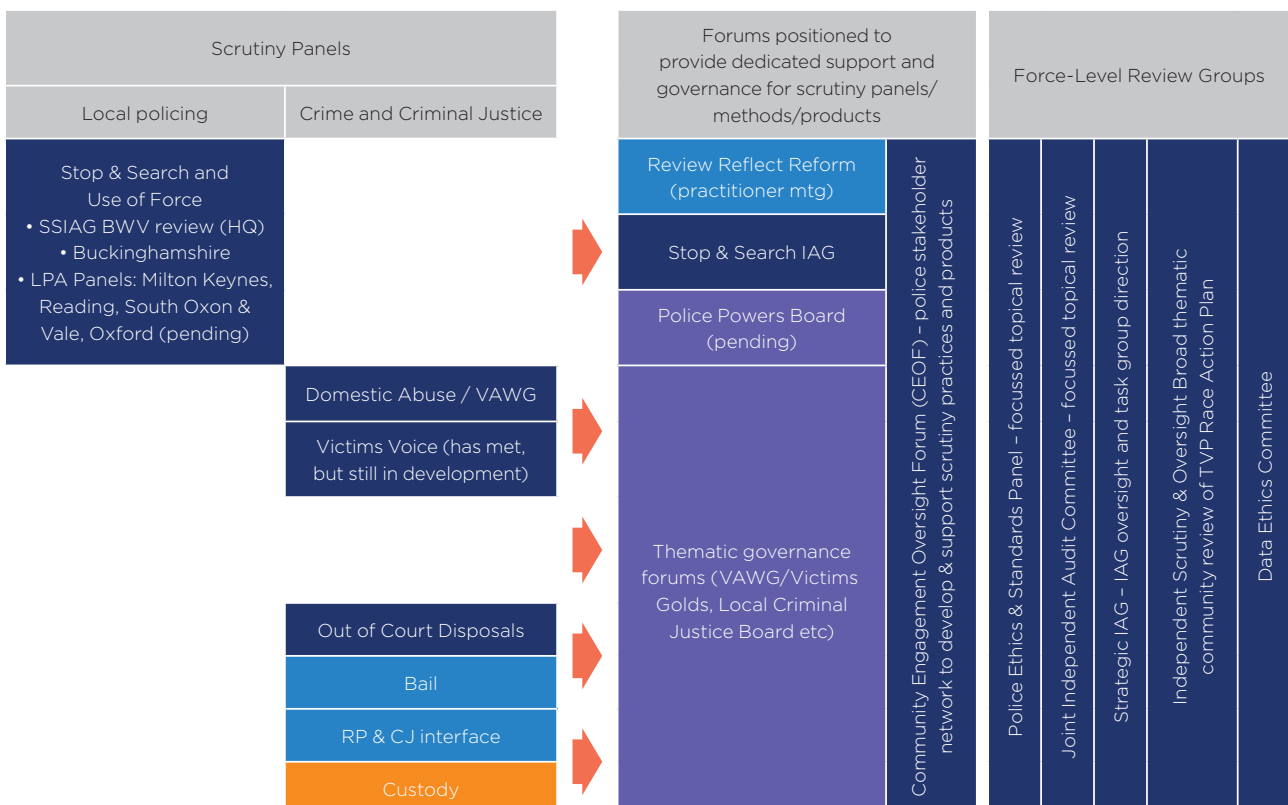 Scrutiny Panels
Local policing
Crime and Criminal Justice
Stop & Search and
Use of Force
• SSIAG BWV review (HQ)
• Buckinghamshire
• LPA Panels: Milton Keynes,
Reading, South Oxon &
Vale, Oxford (pending)
Domestic Abuse / VAWG
Victims Voice (has met,
but still in development)
Out of Court Disposals
Bail
RP & CJ interface
Custody
Forums positioned to
provide dedicated support and
governance for scrutiny panels/
methods/products
Review Reflect Reform
(practitioner mtg)
Stop & Search IAG
Police Powers Board
(pending)
Thematic governance
forums (VAWG/Victims
Golds, Local Criminal
Justice Board etc)
Community Engagement Oversight Forum (CEOF) – police stakeholder
network to develop & support scrutiny practices and products
Force-Level Review Groups
Police Ethics & Standards Panel – focussed topical review
Joint Independent Audit Committee – focussed topical review
Strategic IAG – IAG oversight and task group direction
Independent Scrutiny & Oversight Broad thematic
community review of TVP Race Action Plan
Data Ethics Committee